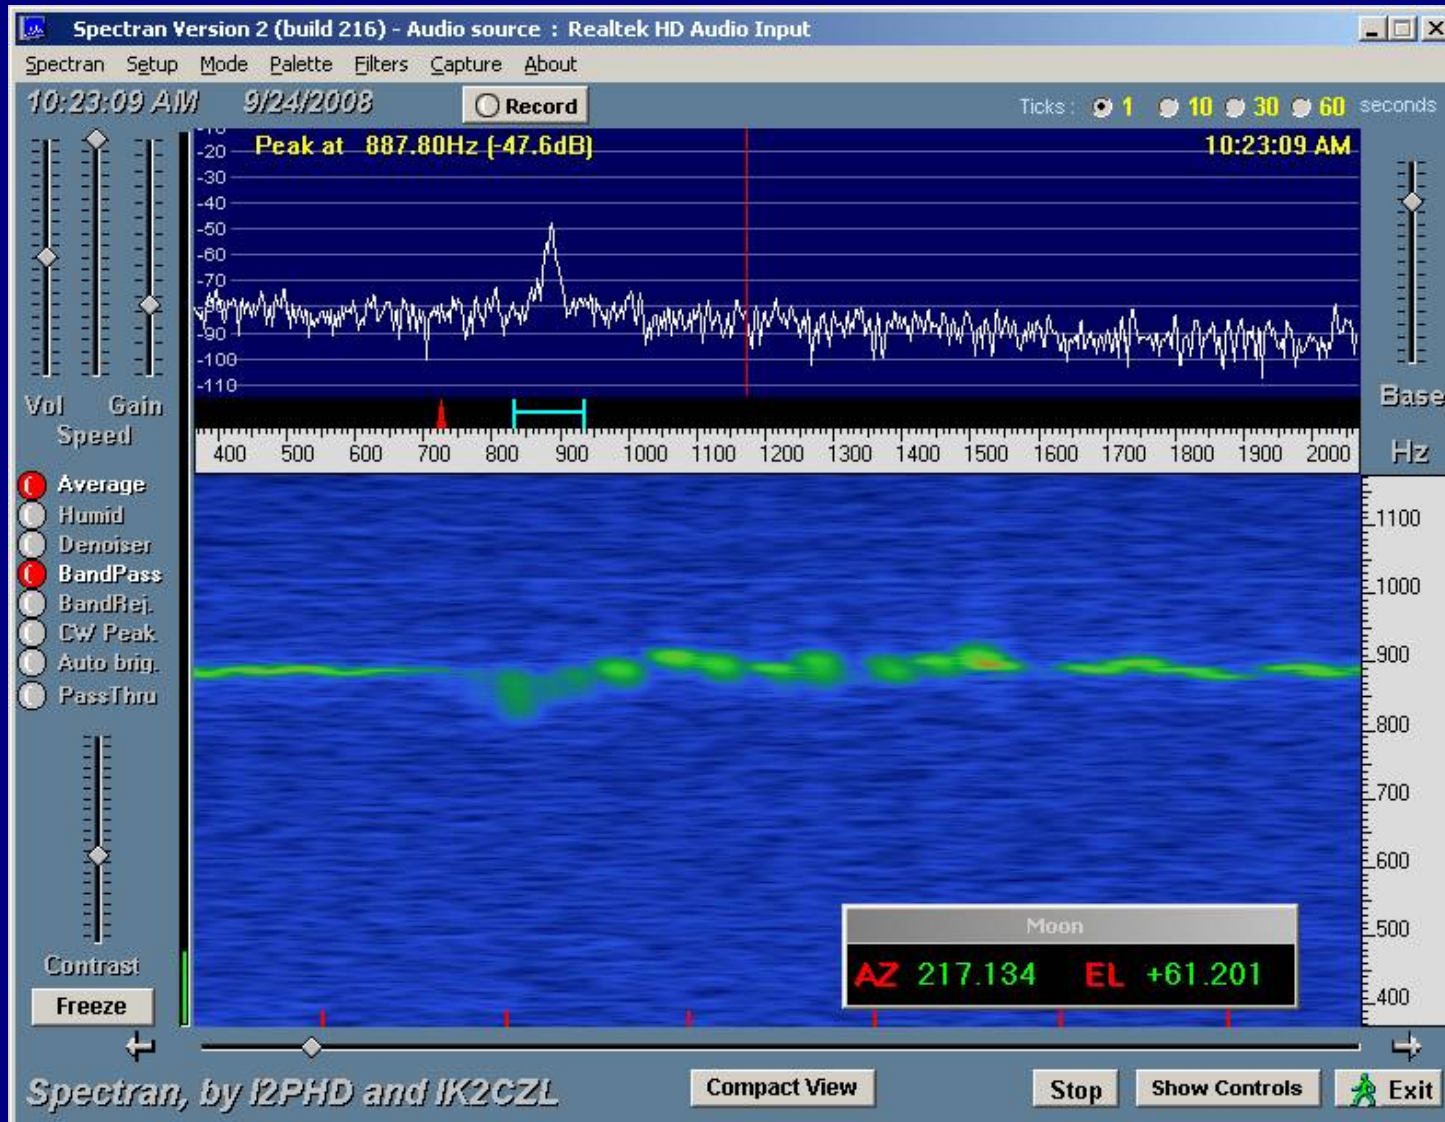 Spectran Version 2 (build 216) - Audio source : Realtek HD Audio Input
Spectran Setup Mode Palette Filters Capture About
10:23:09 AM 9/24/2008 Record Ticks : 1 10 30 60 seconds
Peak at 887.80Hz (-47.6dB) 10:23:09 AM
-10
-20
-30
-40
-50
-60
-70
-80
-90
-100
-110
Vol Gain
Speed
Base
400 500 600 700 800 900 1000 1100 1200 1300 1400 1500 1600 1700 1800 1900 2000 Hz
Average
Humid
Denoiser
BandPass
BandRej.
CW Peak
Auto brig.
PassThru
1100
1000
900
800
700
600
500
400
Moon
AZ 217.134 EL +61.201
Contrast
Freeze
Spectran, by I2PHD and IK2CZL
Compact View Stop Show Controls Exit